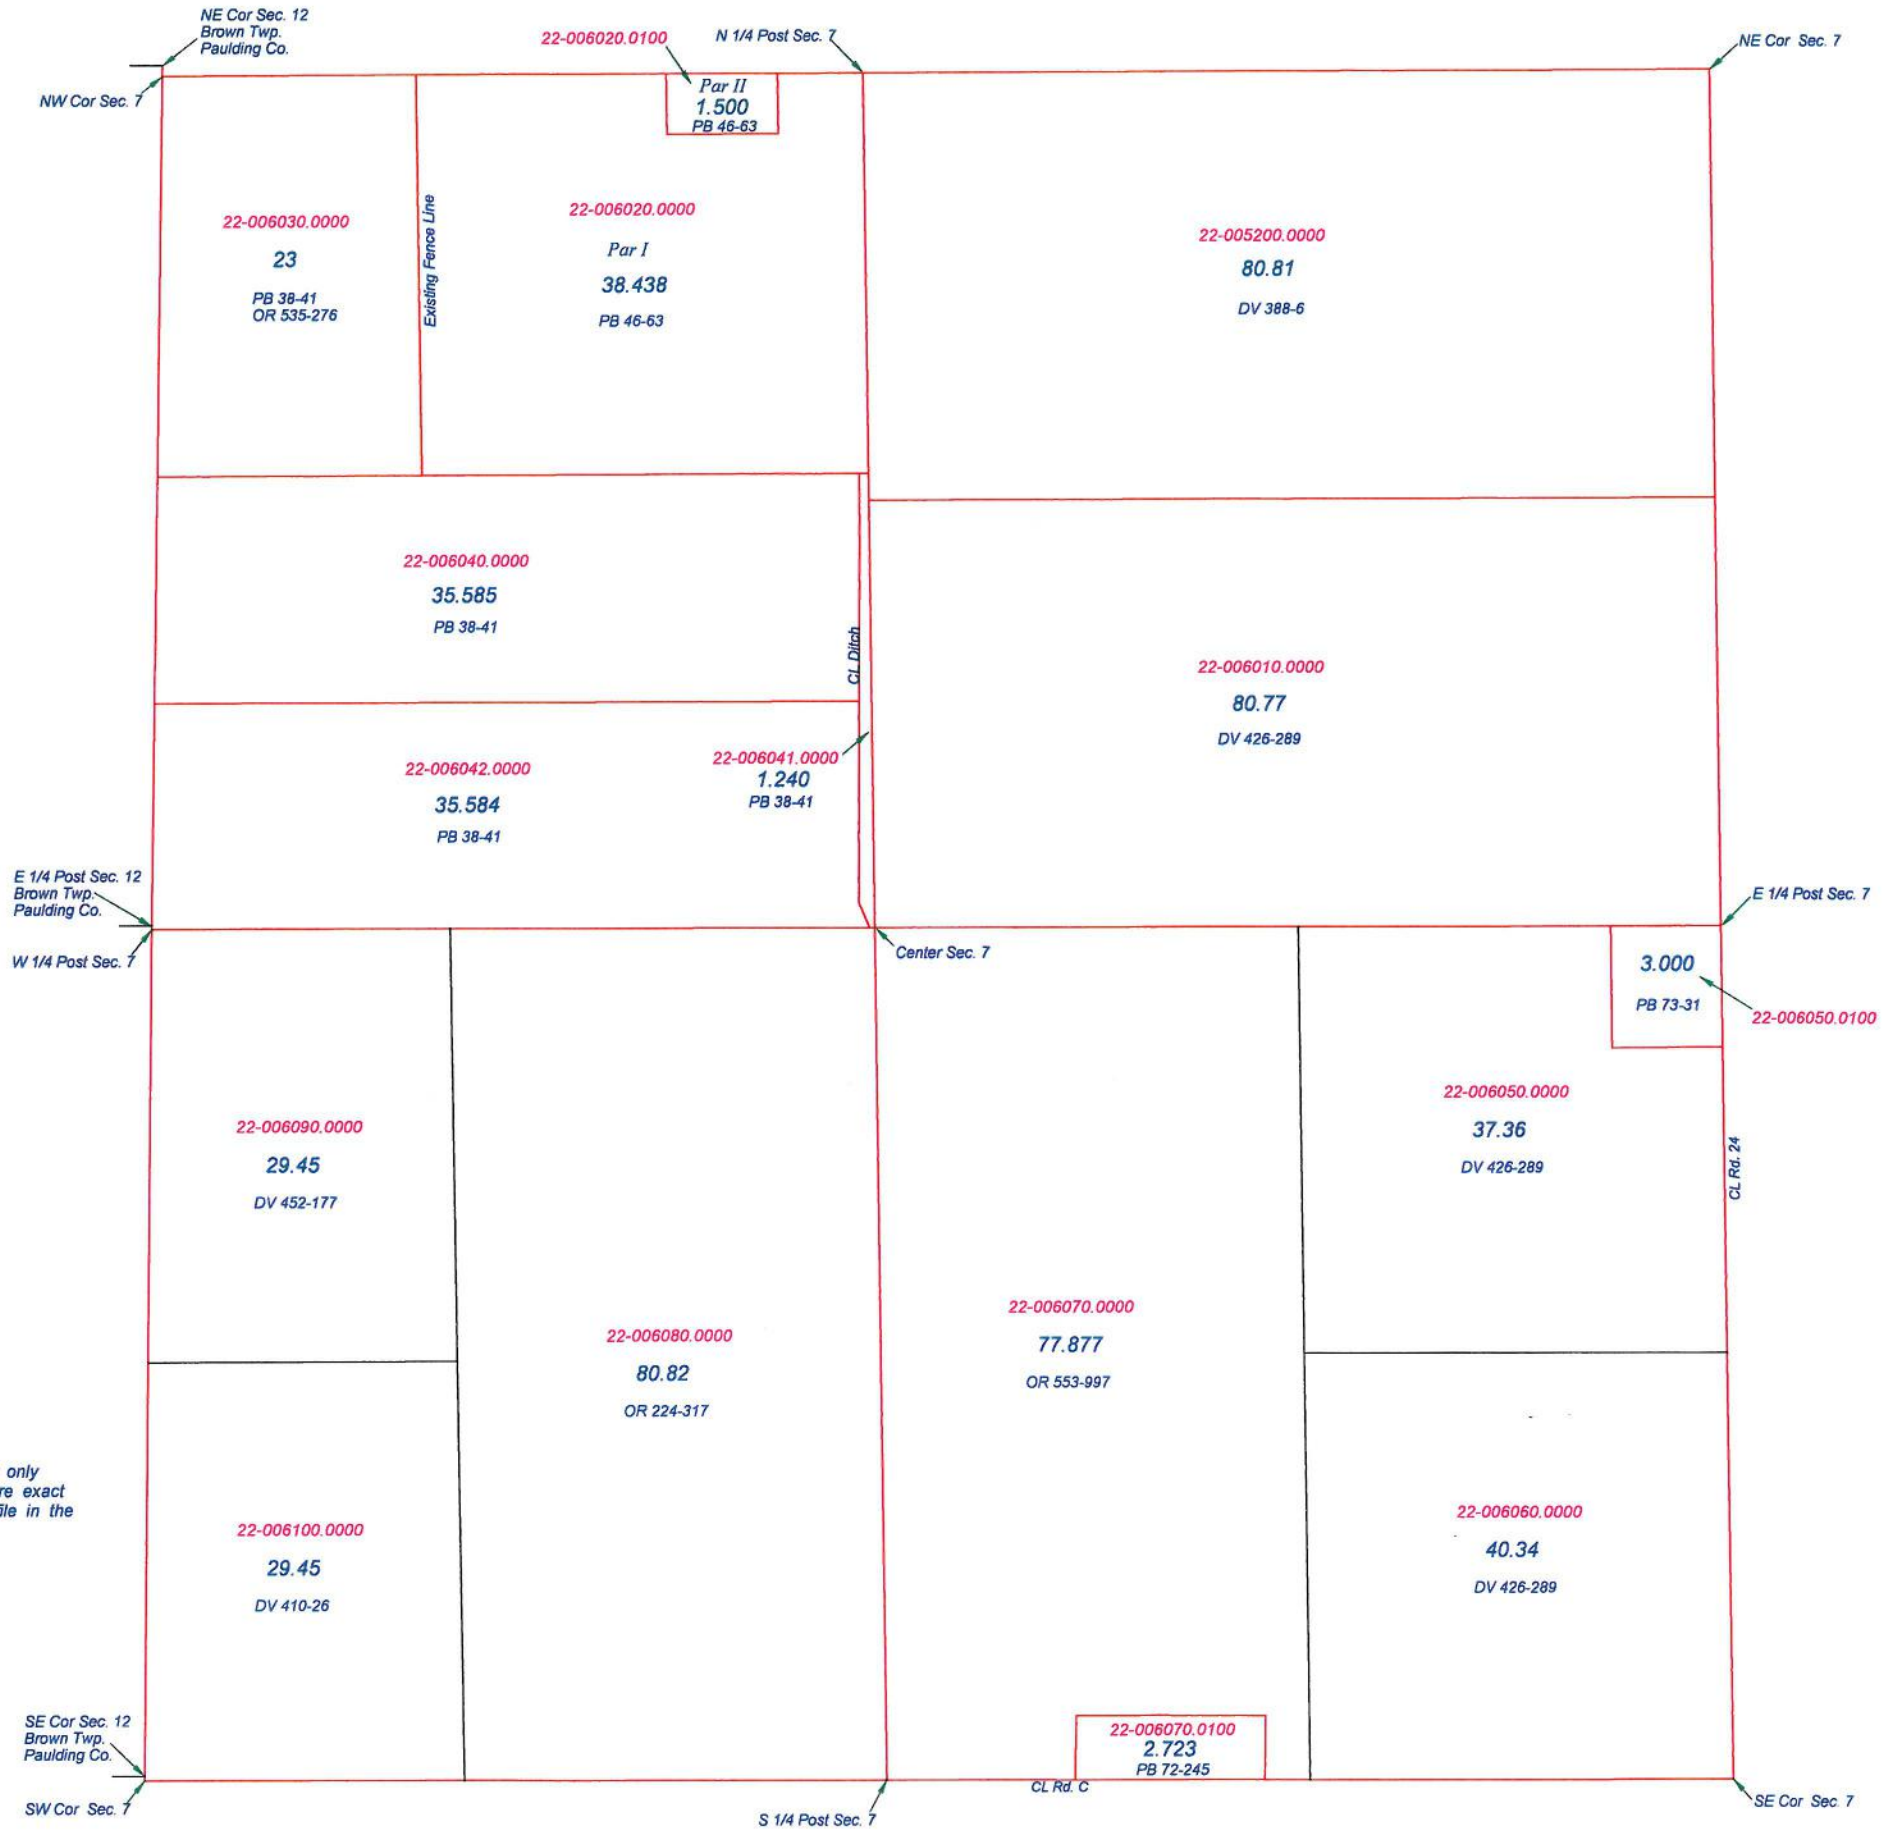 NE Cor Sec. 12
Brown Twp.
Paulding Co.
22-006020.0100
N 1/4 Post Sec. 7
NE Cor Sec. 7
NW Cor Sec. 7
Par II
1.500
PB 46-63
22-006030.0000
23
PB 38-41
OR 535-276
Existing Fence Line
22-006020.0000
Par I
38.438
PB 46-63
22-005200.0000
80.81
DV 388-6
22-006040.0000
35.585
PB 38-41
CL Ditch
22-006010.0000
80.77
DV 426-289
22-006042.0000
35.584
PB 38-41
22-006041.0000
1.240
PB 38-41
E 1/4 Post Sec. 12
Brown Twp.
Paulding Co.
W 1/4 Post Sec. 7
Center Sec. 7
E 1/4 Post Sec. 7
3.000
PB 73-31
22-006050.0100
22-006090.0000
29.45
DV 452-177
22-006050.0000
37.36
DV 426-289
CL Rd. 24
22-006080.0000
80.82
OR 224-317
22-006070.0000
77.877
OR 553-997
only
exact
in the
22-006100.0000
29.45
DV 410-26
22-006060.0000
40.34
DV 426-289
SE Cor Sec. 12
Brown Twp.
Paulding Co.
SW Cor Sec. 7
22-006070.0100
2.723
PB 72-245
CL Rd. C
S 1/4 Post Sec. 7
SE Cor Sec. 7